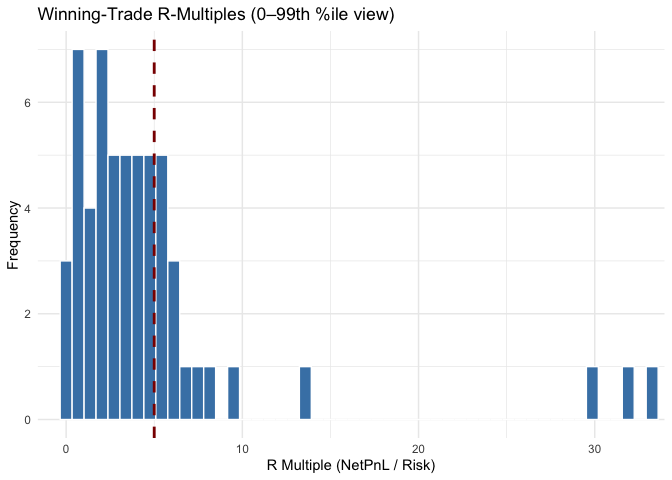 Winning-Trade R-Multiples (0–99th %ile view)
Frequency
6
4
2
0
0
10
20
30
R Multiple (NetPnL / Risk)